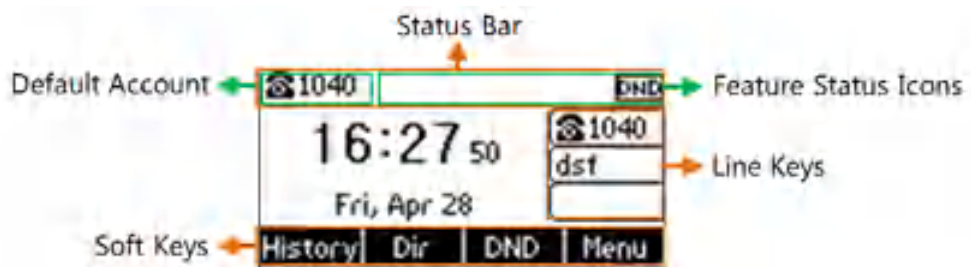 Status Bar
Default Account
1040
DND
Feature Status Icons
16:27 50
1040
dsf
Line Keys
Fri, Apr 28
Soft Keys
History Dir DND Menu